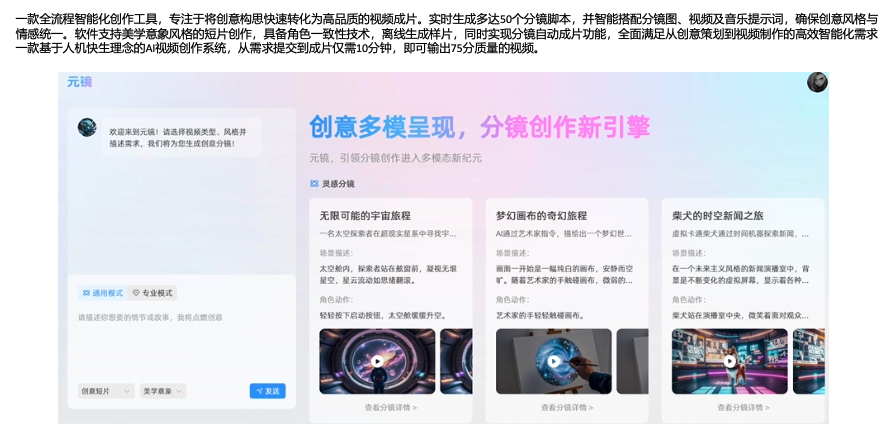 一款全流程智能化创作工具，专注于将创意构思快速转化为高品质的视频成片。实时生成多达50个分镜脚本，并智能搭配分镜图、视频及音乐提示词，确保创意风格与
情感统一。软件支持美学意象风格的短片创作，具备角色一致性技术，离线生成样片，同时实现分镜自动成片功能，全面满足从创意策划到视频制作的高效智能化需求
一款基于人机快生理念的AI视频创作系统，从需求提交到成片仅需10分钟，即可输出75分质量的视频。
元镜
欢迎来到元镜！请选择视频类型、风格并
描述需求，我们将为您生成创意分镜！
创意多模呈现，分镜创作新引擎
元镜，引领分镜创作进入多模态新纪元
灵感分镜
无限可能的宇宙旅程
一名太空探索者在超现实星系中寻找宇...
场景描述：
太空舱内，探索者站在舷窗前，凝视无垠
星空，星云流动如思绪翻滚。
角色动作：
轻轻按下启动按钮，太空舱缓缓升空。
查看分镜详情 >
梦幻画布的奇幻旅程
AI通过艺术家指令，描绘出一个梦幻世...
场景描述：
画面一开始是一幅纯白的画布，安静而空
旷。随着艺术家的手触碰画布，微弱的...
角色动作：
艺术家的手轻轻触碰画布。
查看分镜详情 >
柴犬的时空新闻之旅
虚拟卡通柴犬通过时间机器探索新闻，...
场景描述：
在一个未来主义风格的新闻演播室中，背
景是不断变化的虚拟屏幕，显示着各种...
角色动作：
柴犬站在演播室中央，微笑着面对观众...
查看分镜详情 >
通用模式
专业模式
请描述你想要的情节或故事，我将点燃创意
创意短片
美学意象
发送